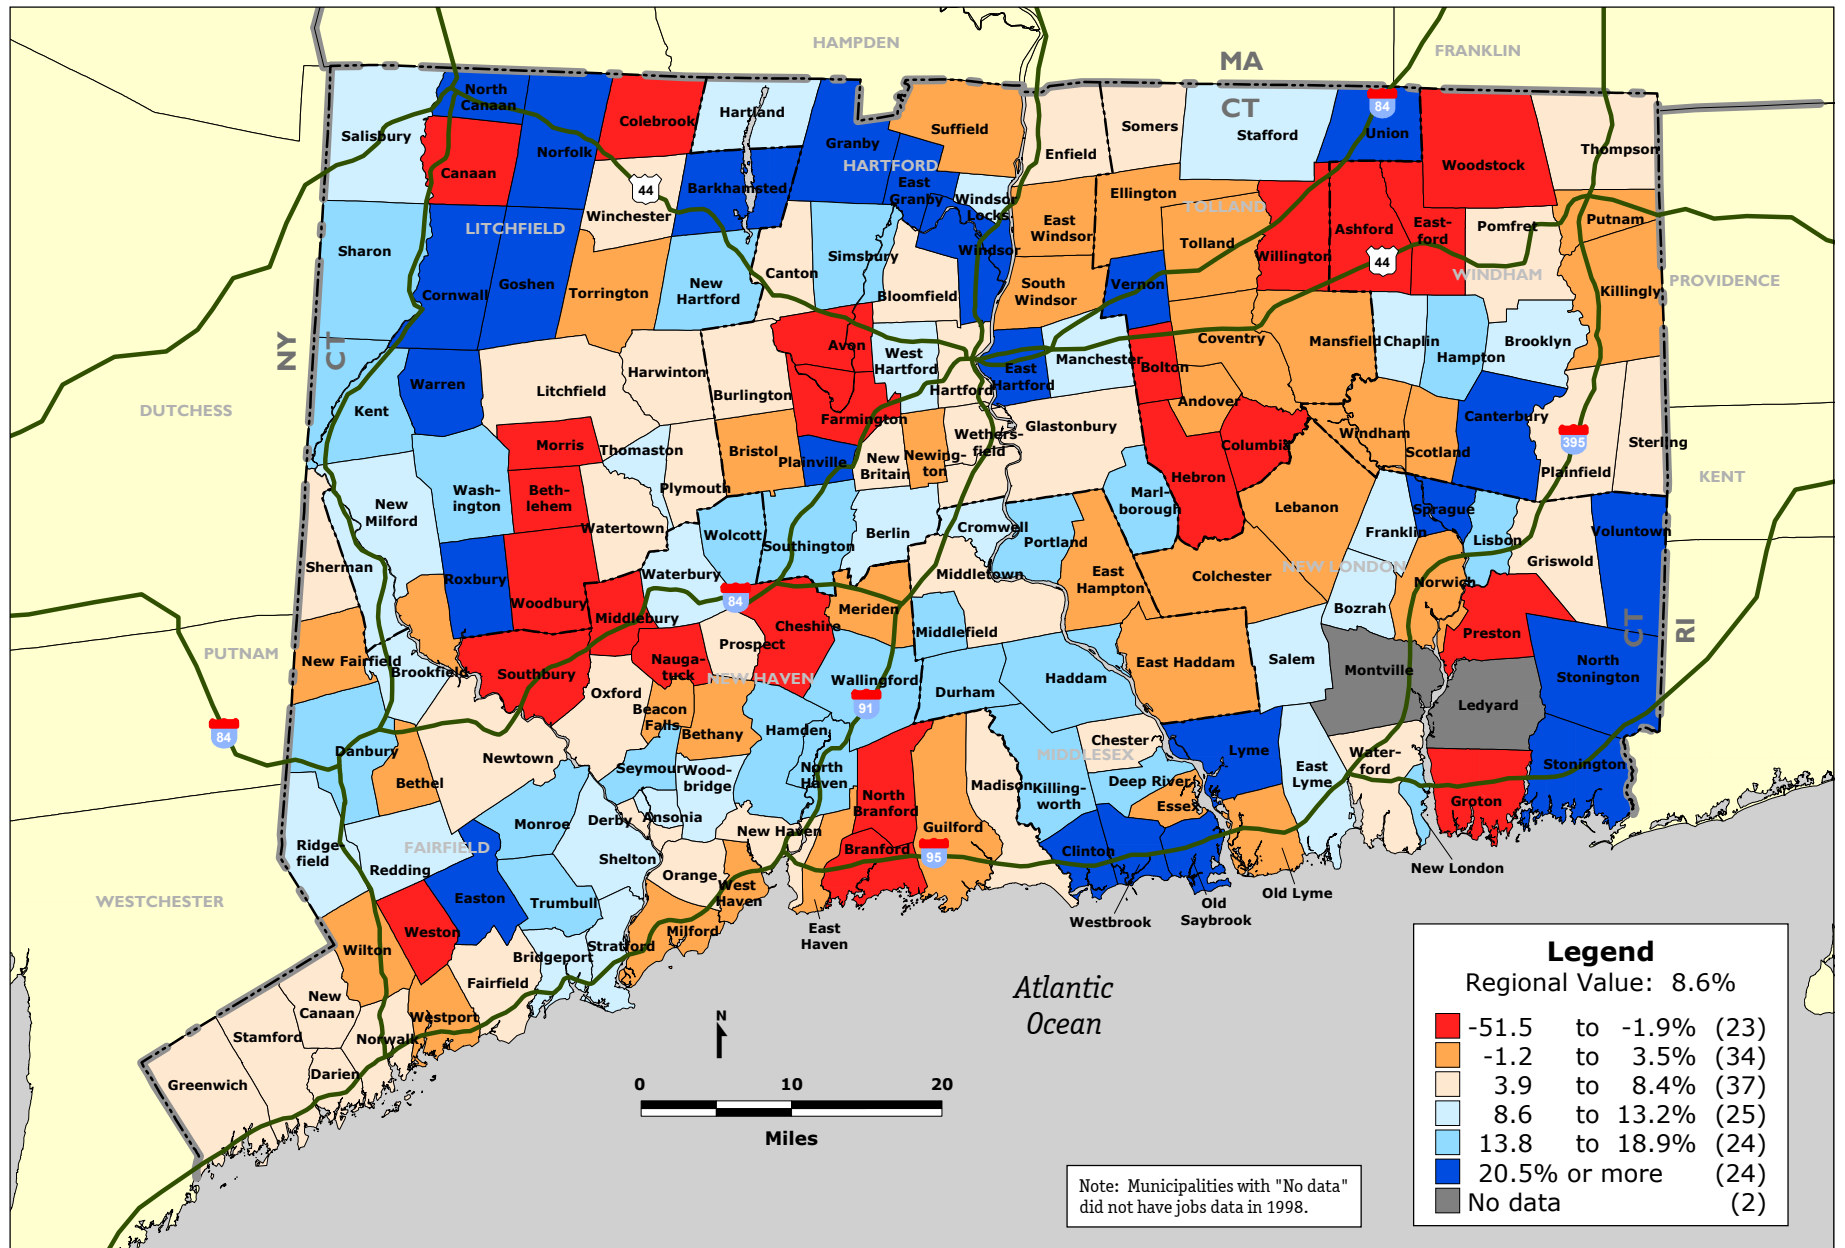 HAMPDEN
FRANKLIN
MA
CT
84
North
Canaan
Colebrook
Hartland
Salisbury
Norfolk
Granby
Suffield
Enfield
Somers
Stafford
Union
Woodstock
Thompson
Canaan
HARTFORD
44
Barkhamsted
East
Granby
Windsor
Locks
Ellington
TOLLAND
Winchester
LITCHFIELD
Windsor
East
Windsor
Tolland
Willington
Ashford
East-
ford
Pomfret
Putnam
Sharon
Simsbury
Canton
Bloomfield
44
WINDHAM
PROVIDENCE
Cornwall
Goshen
Torrington
New
Hartford
South
Windsor
Vernon
Killingly
NY
CT
Avon
West
Hartford
Manchester
Coventry
Mansfield
Chaplin
Hampton
Brooklyn
DUTCHESS
Kent
Warren
Litchfield
Harwinton
Burlington
Farmington
Hartford
East
Hartford
Bolton
Andover
Glastonbury
Canterbury
395
Sterling
Plainfield
Morris
Thomaston
Bristol
Plainville
New
Britain
Newing-
ton
Wethers-
field
Columbia
Hebron
Windham
Scotland
KENT
New
Milford
Wash-
ington
Beth-
lehem
Plymouth
Watertown
Marl-
borough
Lebanon
Franklin
Sprague
Lisbon
Voluntown
Wolcott
Southington
Berlin
Cromwell
Portland
Griswold
Sherman
Roxbury
Woodbury
Waterbury
84
Middletown
East
Hampton
Colchester
NEW LONDON
Norwich
Bozrah
Middlebury
Cheshire
Meriden
Middlefield
Preston
CT
RI
PUTNAM
New Fairfield
Brookfield
Southbury
Nauga-
tuck
Prospect
NEW HAVEN
Wallingford
Durham
Haddam
East Haddam
Salem
Montville
Ledyard
North
Stonington
Oxford
Beacon
Falls
Bethany
Hamden
91
84
Danbury
Bethel
Newtown
Seymour
Wood-
bridge
North
Haven
Chester
MIDDLESEX
Deep River
Lyme
East
Lyme
Water-
ford
Stonington
Monroe
Derby
Ansonia
New Haven
North
Branford
Madison
Killing-
worth
Essex
Groton
Ridge-
field
Redding
FAIRFIELD
Shelton
Orange
Branford
Guilford
95
Clinton
New London
WESTCHESTER
Easton
Trumbull
West
Haven
East
Haven
Westbrook
Old
Saybrook
Old Lyme
Weston
Wilton
Milford
Stratford
Bridgeport
Fairfield
New
Canaan
Westport
Stamford
Norwalk
Darien
Greenwich
Atlantic
Ocean
N
0 10 20
Miles
Legend
Regional Value: 8.6%
-51.5 to -1.9% (23)
-1.2 to 3.5% (34)
3.9 to 8.4% (37)
8.6 to 13.2% (25)
13.8 to 18.9% (24)
20.5% or more (24)
No data (2)
Note: Municipalities with "No data"
did not have jobs data in 1998.